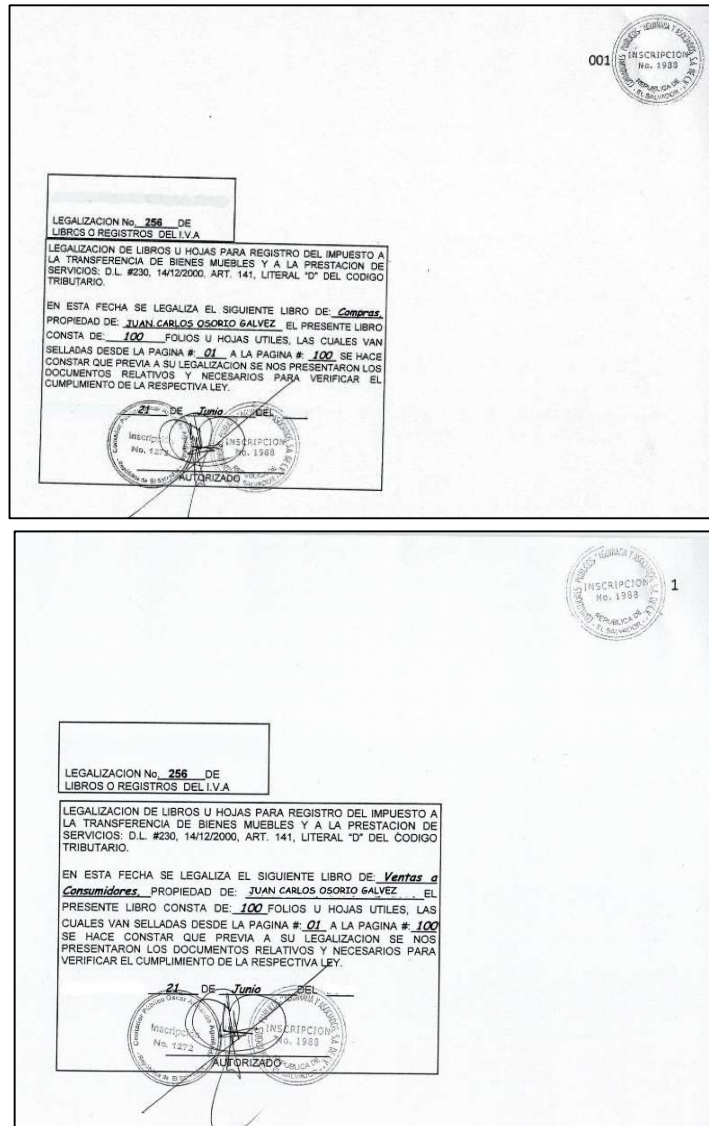 001
INSCRIPCION
No. 1988
REPUBLICA DE
EL SALVADOR
LEGALIZACION No. 256 DE
LIBROS O REGISTROS DEL I.V.A
LEGALIZACION DE LIBROS U HOJAS PARA REGISTRO DEL IMPUESTO A
LA TRANSFERENCIA DE BIENES MUEBLES Y A LA PRESTACION DE
SERVICIOS: D.L. #230, 14/12/2000, ART. 141, LITERAL "D" DEL CODIGO
TRIBUTARIO.
EN ESTA FECHA SE LEGALIZA EL SIGUIENTE LIBRO DE: Compras,
PROPIEDAD DE: JUAN CARLOS OSORIO GALVEZ EL PRESENTE LIBRO
CONSTA DE: 100 FOLIOS U HOJAS UTILES, LAS CUALES VAN
SELLADAS DESDE LA PAGINA #: 01 A LA PAGINA #: 100 SE HACE
CONSTAR QUE PREVIA A SU LEGALIZACION SE NOS PRESENTARON LOS
DOCUMENTOS RELATIVOS Y NECESARIOS PARA VERIFICAR EL
CUMPLIMIENTO DE LA RESPECTIVA LEY.
21 DE Junio DEL
No. 1272
INSCRIPCION
No. 1988
AUTORIZADO
INSCRIPCION
No. 1988
REPUBLICA DE
EL SALVADOR
1
LEGALIZACION No. 256 DE
LIBROS O REGISTROS DEL I.V.A
LEGALIZACION DE LIBROS U HOJAS PARA REGISTRO DEL IMPUESTO A
LA TRANSFERENCIA DE BIENES MUEBLES Y A LA PRESTACION DE
SERVICIOS: D.L. #230, 14/12/2000, ART. 141, LITERAL "D" DEL CODIGO
TRIBUTARIO.
EN ESTA FECHA SE LEGALIZA EL SIGUIENTE LIBRO DE: Ventas a
Consumidores, PROPIEDAD DE: JUAN CARLOS OSORIO GALVEZ EL
PRESENTE LIBRO CONSTA DE: 100 FOLIOS U HOJAS UTILES, LAS
CUALES VAN SELLADAS DESDE LA PAGINA #: 01 A LA PAGINA #: 100
SE HACE CONSTAR QUE PREVIA A SU LEGALIZACION SE NOS
PRESENTARON LOS DOCUMENTOS RELATIVOS Y NECESARIOS PARA
VERIFICAR EL CUMPLIMIENTO DE LA RESPECTIVA LEY.
21 DE Junio DEL
No. 1272
INSCRIPCION
No. 1988
AUTORIZADO